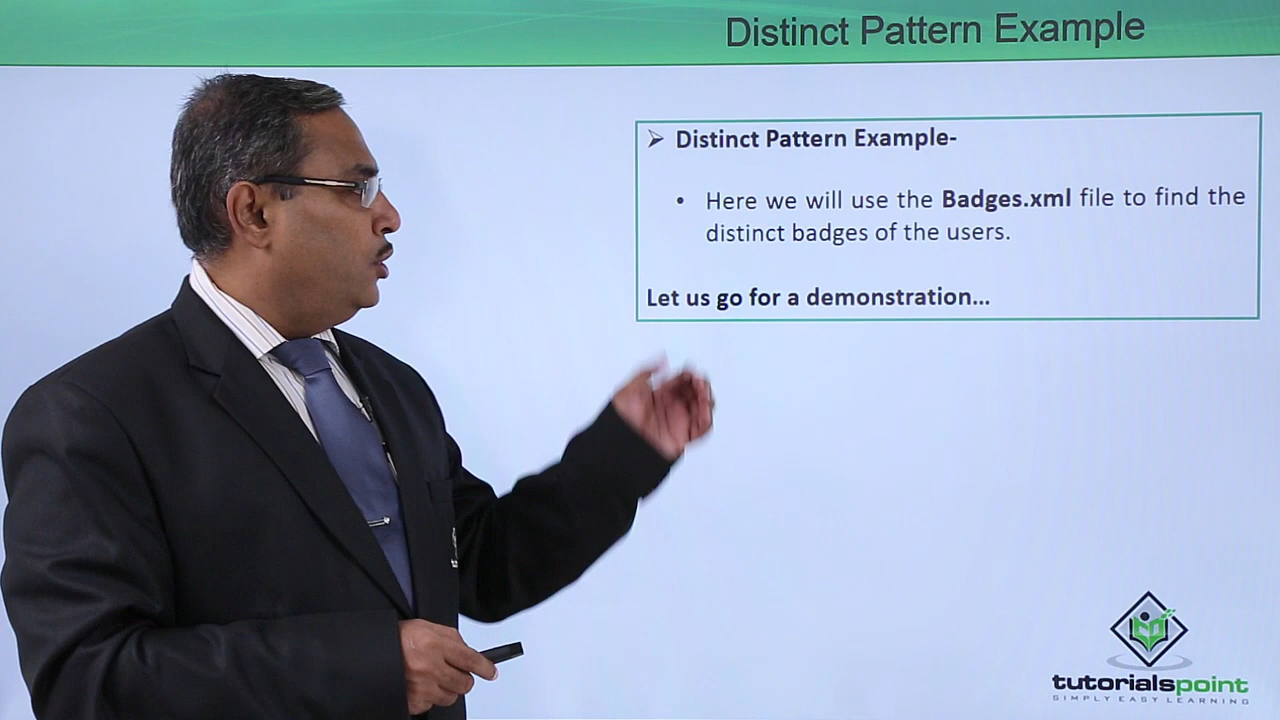 Distinct Pattern Example
➢ Distinct Pattern Example-
• Here we will use the Badges.xml file to find the
distinct badges of the users.
Let us go for a demonstration...
tutorialspoint
SIMPLY EASY LEARNING